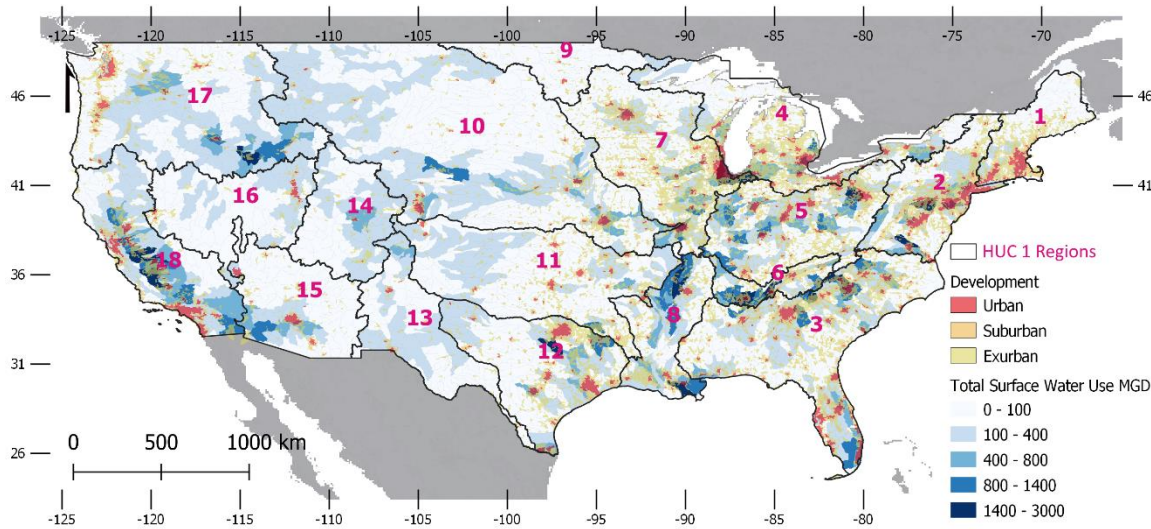 -125 -120 -115 -110 -105 -100 -95 -90 -85 -80 -75 -70
9
46 17 4 46
10 7 1
41 16 14 2 41
5
36 18 11 6
15 13 8 3
31 12
26
0 500 1000 km
HUC 1 Regions
Development
Urban
Suburban
Exurban
Total Surface Water Use MGD
0 - 100
100 - 400
400 - 800
800 - 1400
1400 - 3000
-125 -120 -115 -110 -105 -100 -95 -90 -85 -80 -75 -70